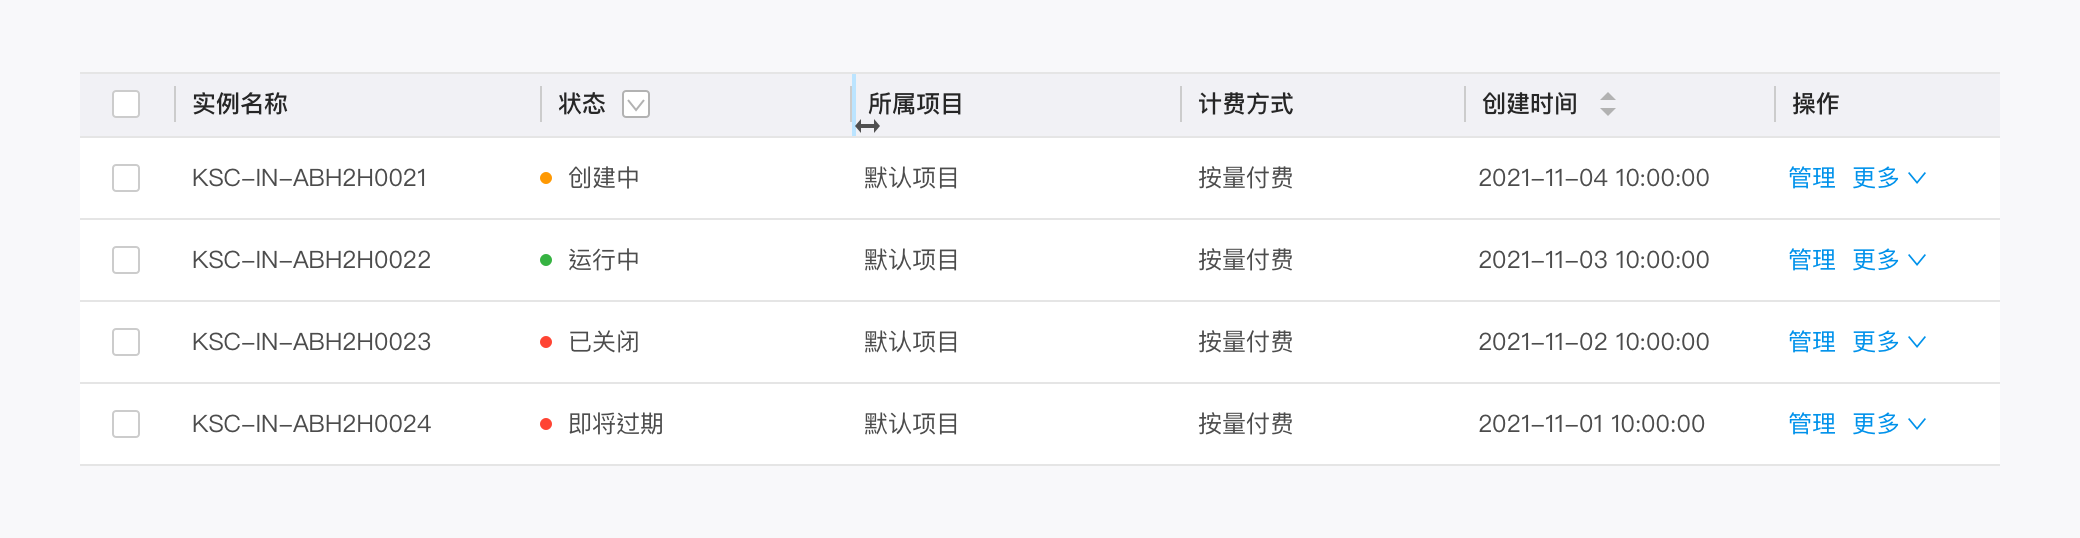 实例名称 状态 所属项目 计费方式 创建时间 操作
KSC-IN-ABH2H0021 创建中 默认项目 按量付费 2021-11-04 10:00:00 管理 更多
KSC-IN-ABH2H0022 运行中 默认项目 按量付费 2021-11-03 10:00:00 管理 更多
KSC-IN-ABH2H0023 已关闭 默认项目 按量付费 2021-11-02 10:00:00 管理 更多
KSC-IN-ABH2H0024 即将过期 默认项目 按量付费 2021-11-01 10:00:00 管理 更多